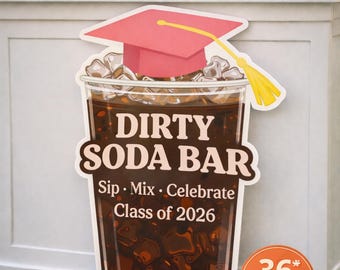 DIRTY
SODA BAR
Sip · Mix · Celebrate
Class of 2026
36"